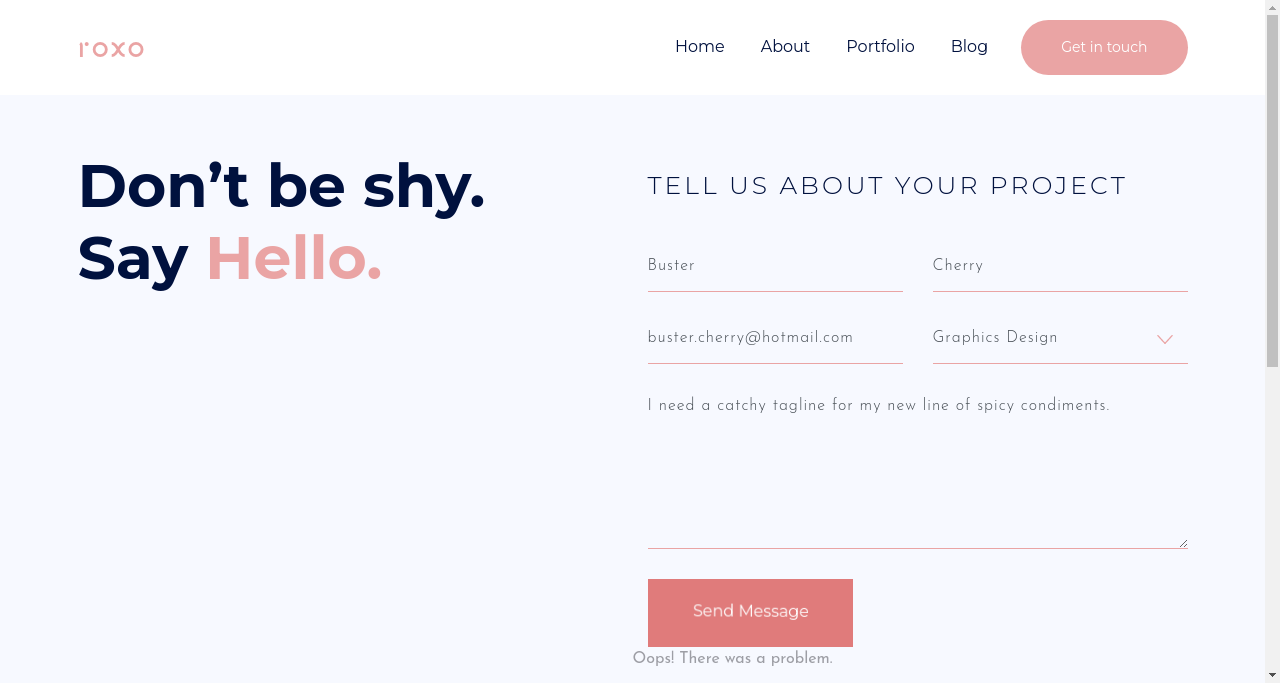 roxo
Home About Portfolio Blog Get in touch
Don’t be shy.
Say Hello.
TELL US ABOUT YOUR PROJECT
Buster Cherry
buster.cherry@hotmail.com Graphics Design
I need a catchy tagline for my new line of spicy condiments.
Send Message
Oops! There was a problem.